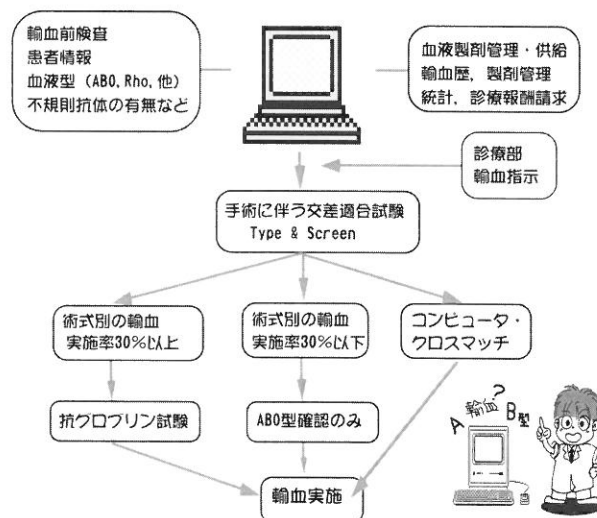 輸血前検査
患者情報
血液型（ABO,Rho,他）
不規則抗体の有無など
血液製剤管理・供給
輸血歴, 製剤管理
統計, 診療報酬請求
診療部
輸血指示
手術に伴う交差適合試験
Type & Screen
術式別の輸血
実施率30%以上
術式別の輸血
実施率30%以下
コンピュータ・
クロスマッチ
抗グロブリン試験
ABO型確認のみ
輸血実施
A 輸血? B型